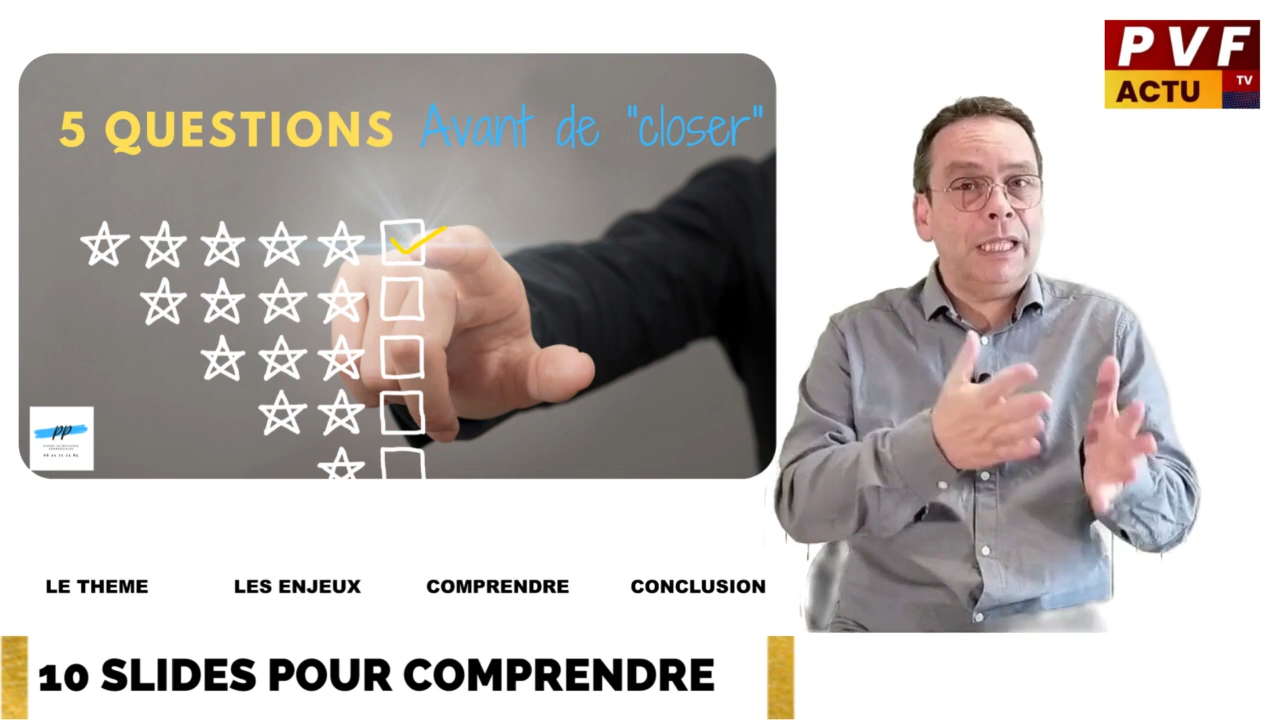 PVF
ACTU TV
5 QUESTIONS Avant de "closer"
pp
LE THEME LES ENJEUX COMPRENDRE CONCLUSION
10 SLIDES POUR COMPRENDRE